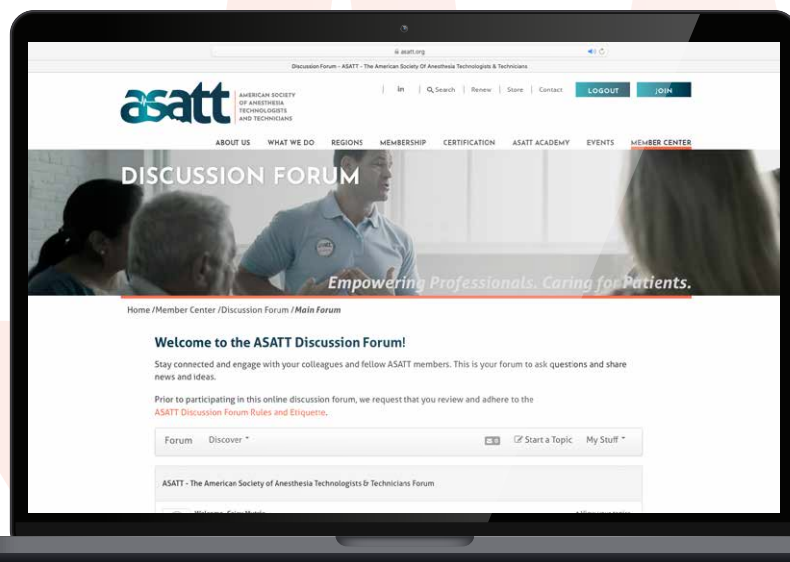 asatt.org
Discussion Forum - ASATT - The American Society Of Anesthesia Technologists & Technicians
asatt
AMERICAN SOCIETY
OF ANESTHESIA
TECHNOLOGISTS
AND TECHNICIANS
in | Search | Renew | Store | Contact
LOGOUT
JOIN
ABOUT US WHAT WE DO REGIONS MEMBERSHIP CERTIFICATION ASATT ACADEMY EVENTS MEMBER CENTER
DISCUSSION FORUM
asatt
Empowering Professionals. Caring for Patients.
Home /Member Center /Discussion Forum /Main Forum
Welcome to the ASATT Discussion Forum!
Stay connected and engage with your colleagues and fellow ASATT members. This is your forum to ask questions and share
news and ideas.
Prior to participating in this online discussion forum, we request that you review and adhere to the
ASATT Discussion Forum Rules and Etiquette.
Forum Discover Start a Topic My Stuff
ASATT - The American Society of Anesthesia Technologists & Technicians Forum